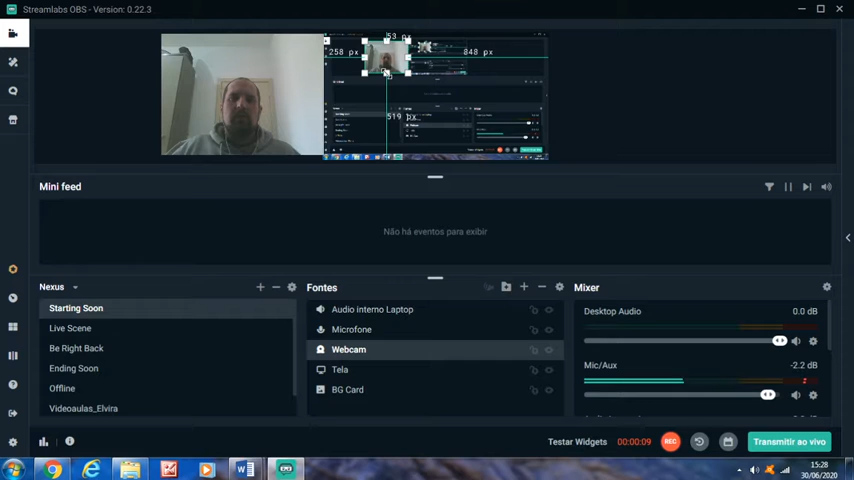 Streamlabs OBS - Version: 0.22.3
53 px
258 px
848 px
519 px
Mini feed
Não há eventos para exibir
Nexus
Fontes
Mixer
Starting Soon
Live Scene
Be Right Back
Ending Soon
Offline
Videoaulas_Elvira
Audio interno Laptop
Microfone
Webcam
Tela
BG Card
Desktop Audio
0.0 dB
Mic/Aux
-2.2 dB
Testar Widgets
00:00:09
REC
Transmitir ao vivo
15:28
30/06/2020